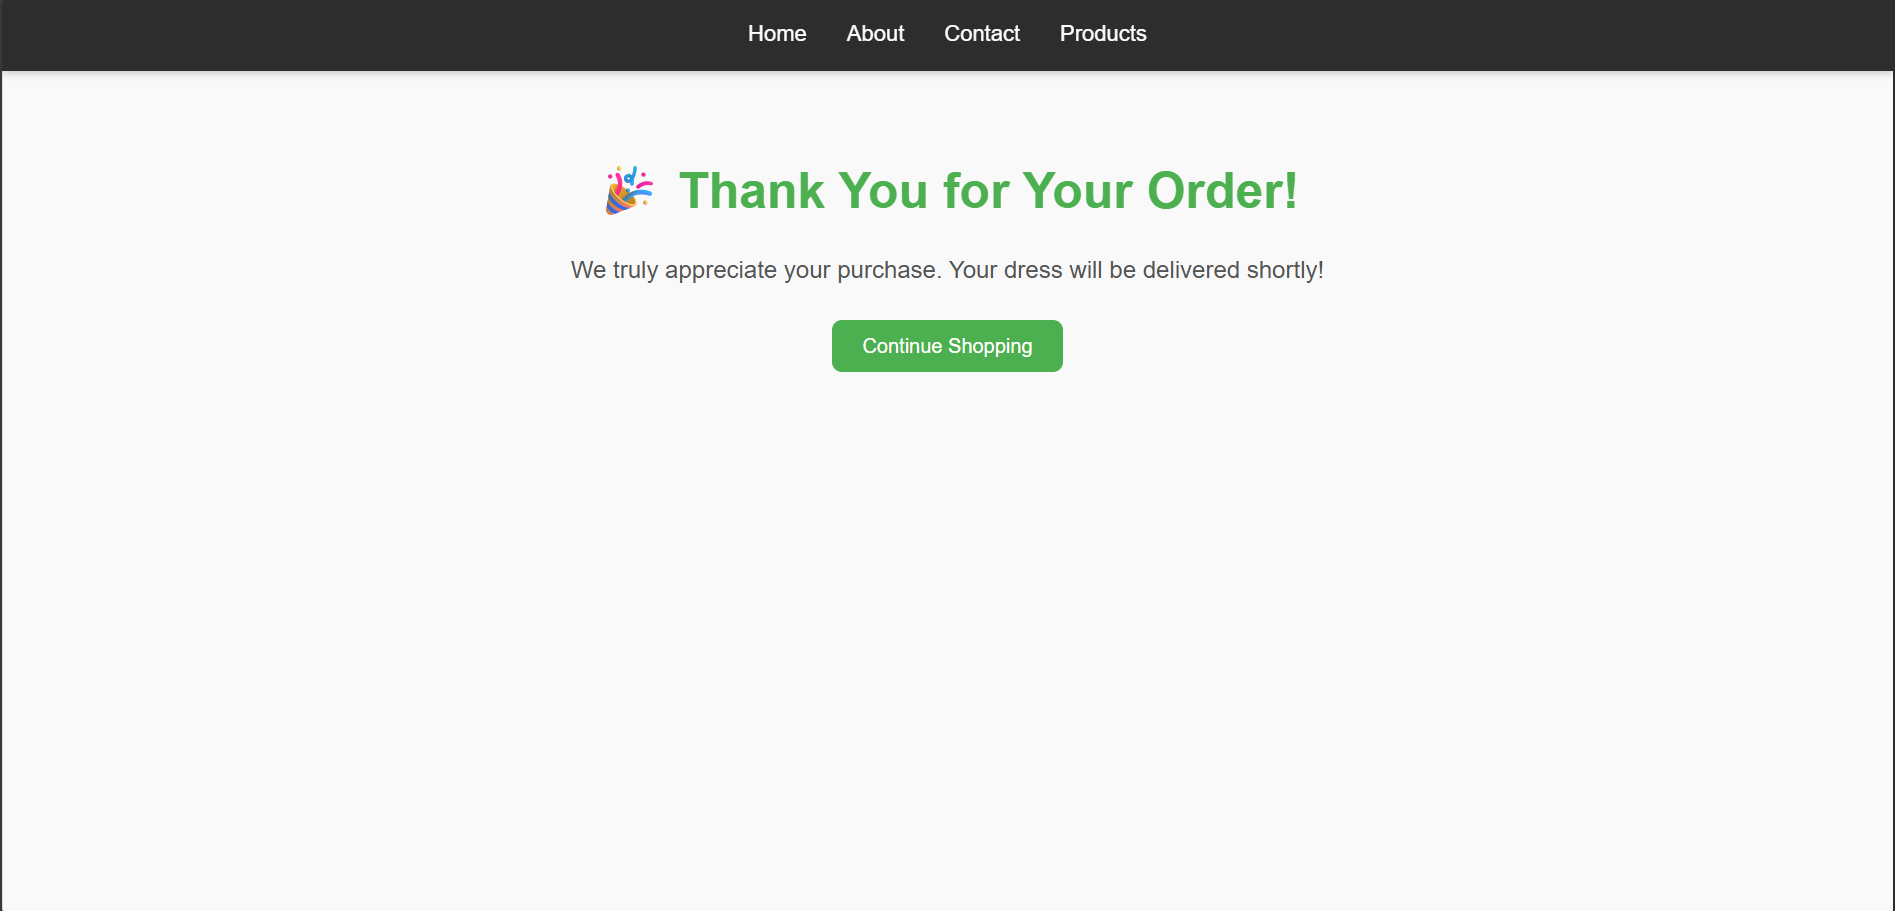 Home About Contact Products
🎉 Thank You for Your Order!
We truly appreciate your purchase. Your dress will be delivered shortly!
Continue Shopping